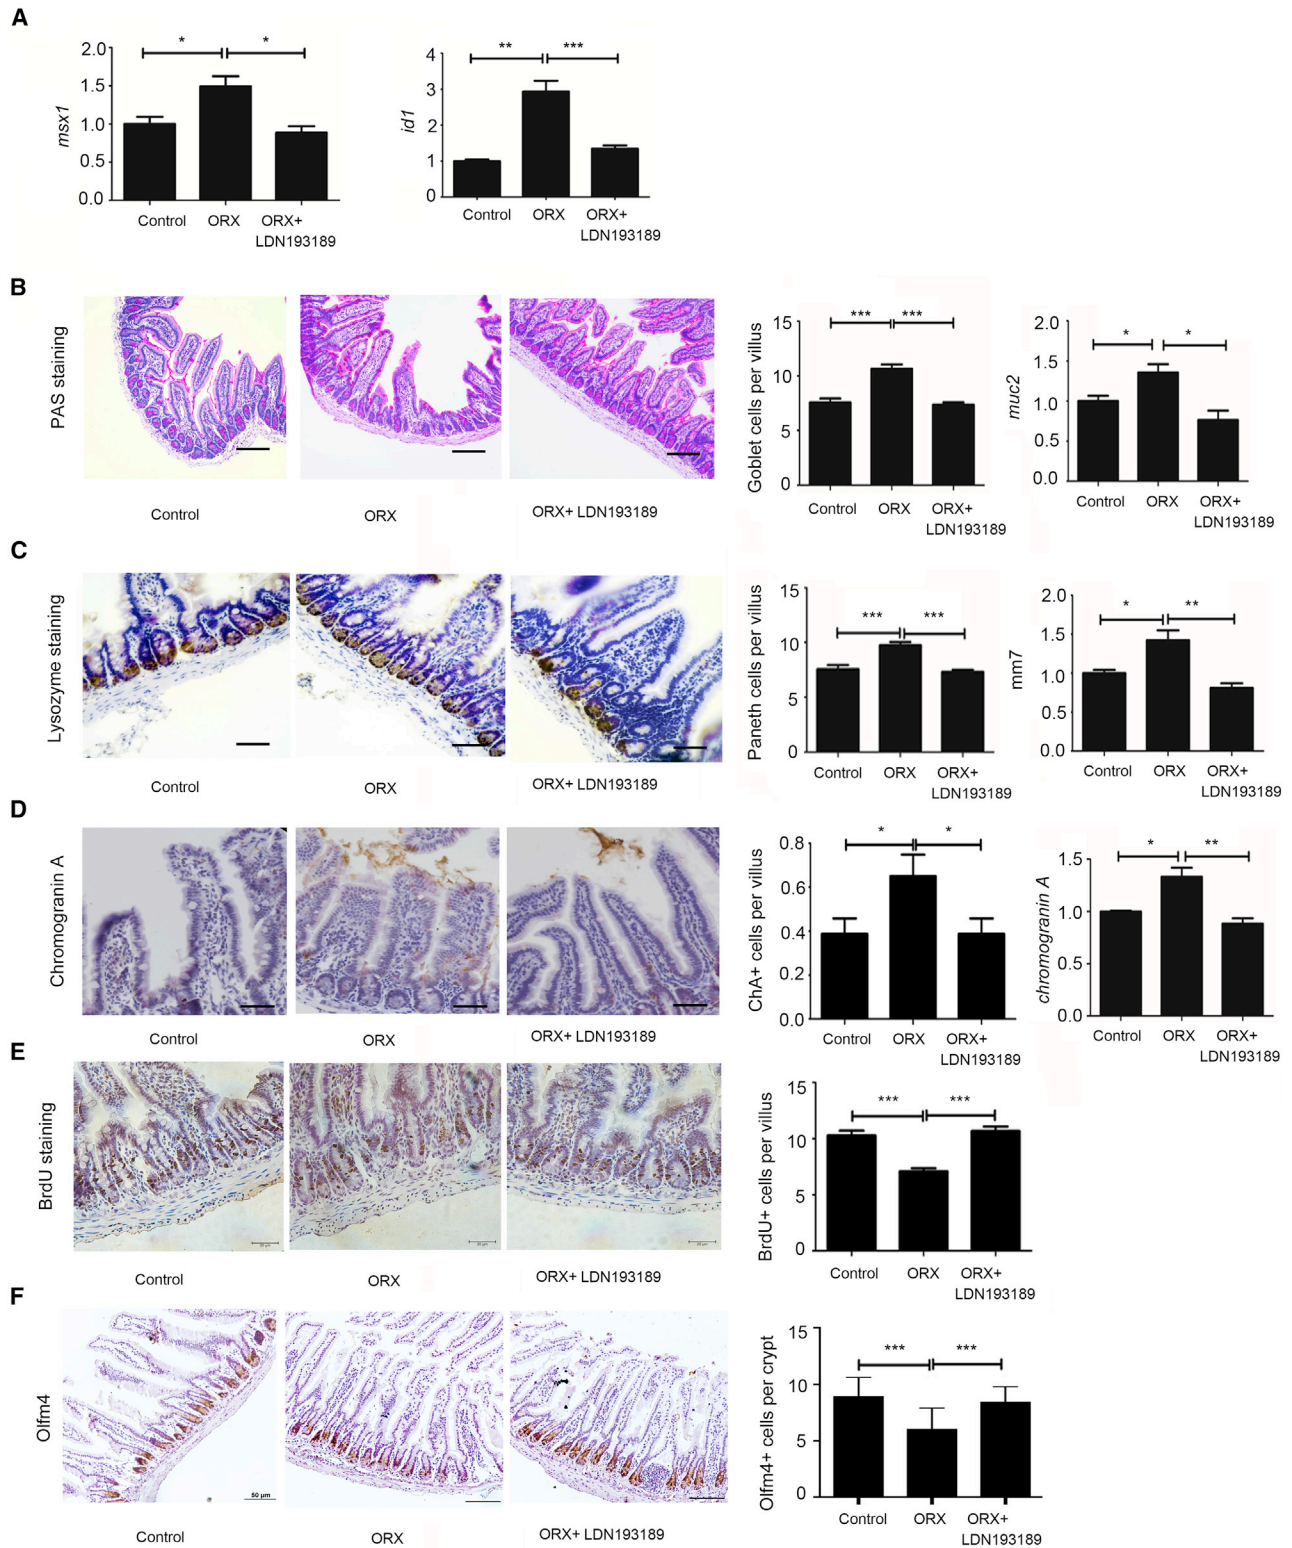 A
msx1
2.0
1.5
1.0
0.5
0.0
*
*
Control
ORX
ORX+
LDN193189
id1
4
3
2
1
0
**
***
Control
ORX
ORX+
LDN193189
B
PAS staining
Control
ORX
ORX+ LDN193189
Goblet cells per villus
15
10
5
0
***
***
Control
ORX
ORX+
LDN193189
muc2
2.0
1.5
1.0
0.5
0.0
*
*
Control
ORX
ORX+
LDN193189
C
Lysozyme staining
Control
ORX
ORX+ LDN193189
Paneth cells per villus
15
10
5
0
***
***
Control
ORX
ORX+
LDN193189
mm7
2.0
1.5
1.0
0.5
0.0
*
**
Control
ORX
ORX+
LDN193189
D
Chromogranin A
Control
ORX
ORX+ LDN193189
ChA+ cells per villus
0.8
0.6
0.4
0.2
0.0
*
*
Control
ORX
ORX+
LDN193189
chromogranin A
1.5
1.0
0.5
0.0
*
**
Control
ORX
ORX+
LDN193189
E
BrdU staining
Control
ORX
ORX+ LDN193189
BrdU+ cells per villus
15
10
5
0
***
***
Control
ORX
ORX+
LDN193189
F
Olfm4
50 μm
Control
ORX
ORX+ LDN193189
Olfm4+ cells per crypt
15
10
5
0
***
***
Control
ORX
ORX+
LDN193189